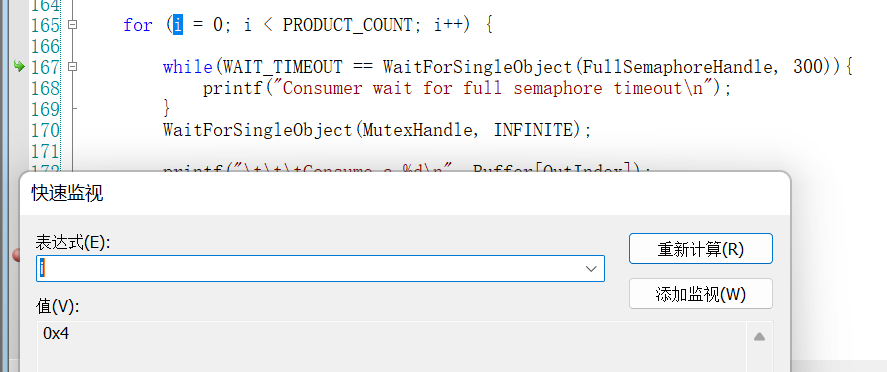 164
165 for (i = 0; i < PRODUCT_COUNT; i++) {
166
167 while(WAIT_TIMEOUT == WaitForSingleObject(FullSemaphoreHandle, 300)){
168 printf("Consumer wait for full semaphore timeout\n");
169 }
170 WaitForSingleObject(MutexHandle, INFINITE);
171
172 printf("\t\t\tConsume a %d\n", Buffer[OutIndex]);
快速监视
表达式(E):
i
重新计算(R)
添加监视(W)
值(V):
0x4